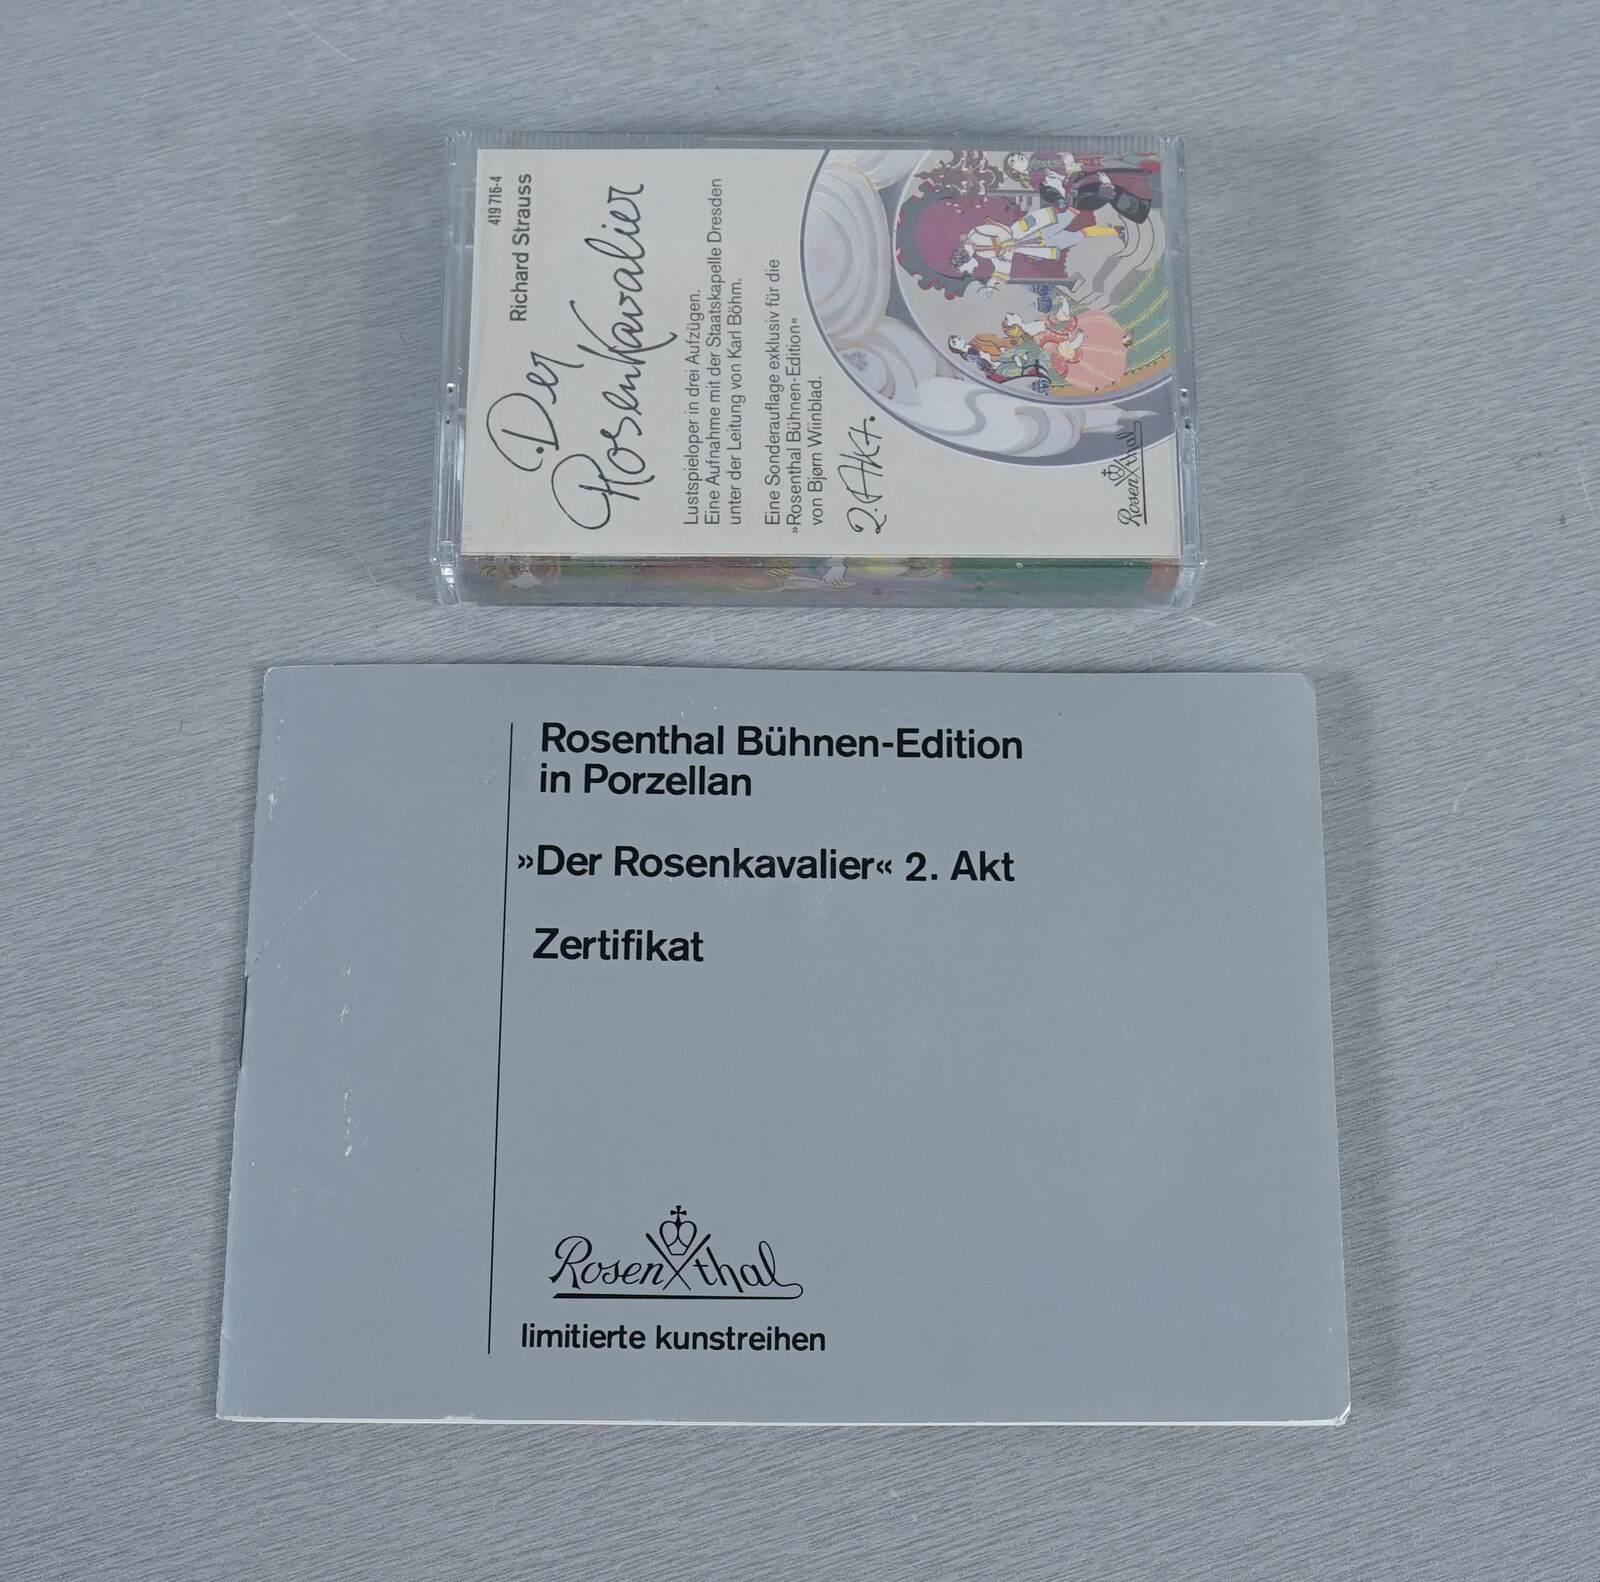 419 716-4
Richard Strauss
Der
Rosenkavalier
Lustspieloper in drei Aufzügen.
Eine Aufnahme mit der Staatskapelle Dresden
unter der Leitung von Karl Böhm.
Eine Sonderauflage exklusiv für die
»Rosenthal Bühnen-Edition«
von Bjørn Wiinblad.
2. Akt.
Rosenthal
Rosenthal Bühnen-Edition
in Porzellan
»Der Rosenkavalier« 2. Akt
Zertifikat
Rosenthal
limitierte kunstreihen